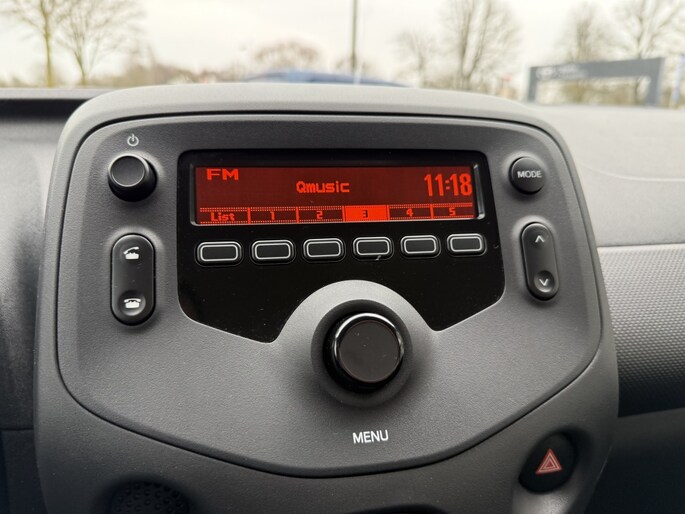 FM
Qmusic
11:18
List 1 2 3 4 5
MODE
MENU